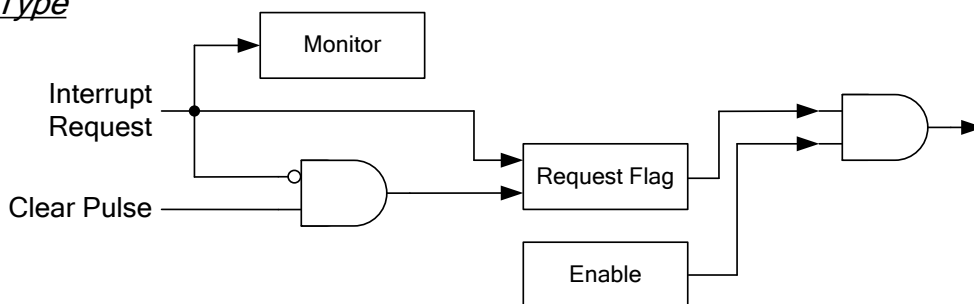 Type
Monitor
Interrupt
Request
Request Flag
Clear Pulse
Enable